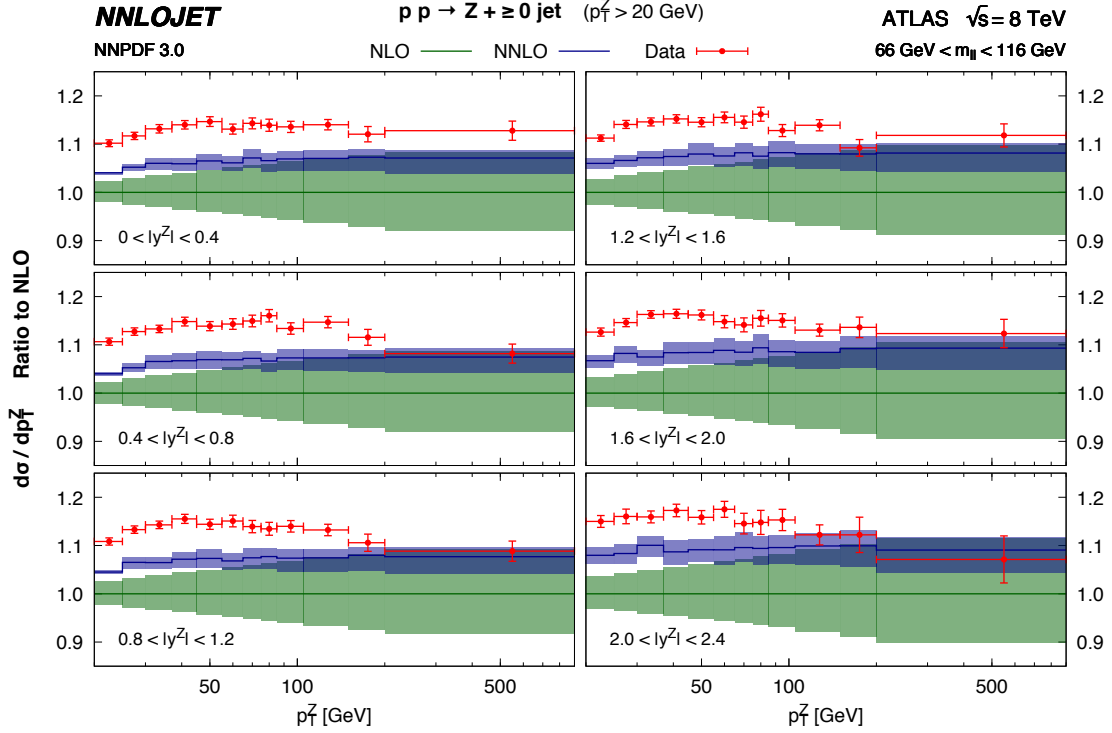 NNLOJET p p → Z + ≥ 0 jet (p_T^Z > 20 GeV) ATLAS √s = 8 TeV
NNPDF 3.0 NLO NNLO Data 66 GeV < m_ll < 116 GeV
dσ / dp_T^Z Ratio to NLO
1.2
1.1
1.0
0.9
0 < |y^Z| < 0.4
1.2 < |y^Z| < 1.6
1.2
1.1
1.0
0.9
1.2
1.1
1.0
0.9
0.4 < |y^Z| < 0.8
1.6 < |y^Z| < 2.0
1.2
1.1
1.0
0.9
1.2
1.1
1.0
0.9
0.8 < |y^Z| < 1.2
2.0 < |y^Z| < 2.4
1.2
1.1
1.0
0.9
50 100 500
50 100 500
p_T^Z [GeV]
p_T^Z [GeV]